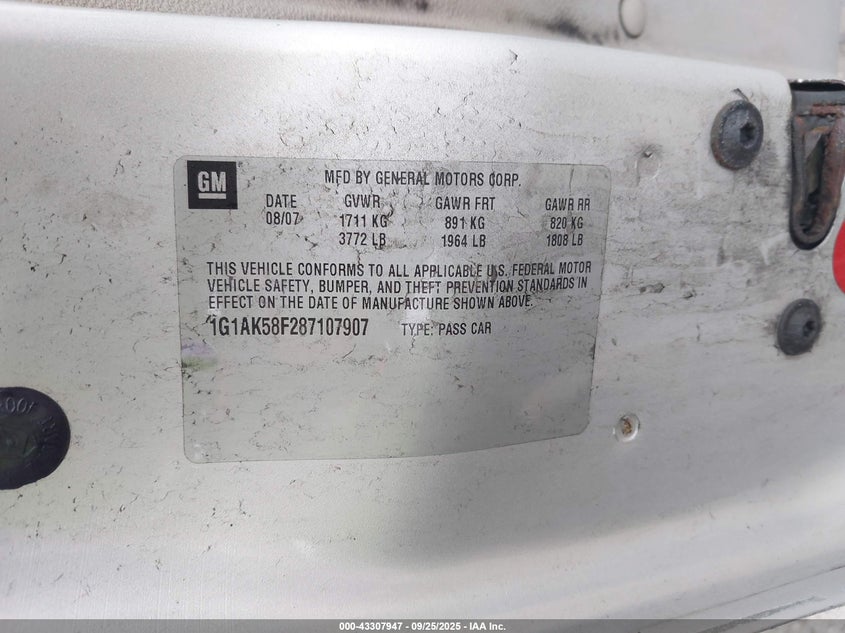 GM
MFD BY GENERAL MOTORS CORP.
DATE GVWR GAWR FRT GAWR RR
08/07 1711 KG 891 KG 820 KG
3772 LB 1964 LB 1808 LB
THIS VEHICLE CONFORMS TO ALL APPLICABLE U.S. FEDERAL MOTOR
VEHICLE SAFETY, BUMPER, AND THEFT PREVENTION STANDARDS IN
EFFECT ON THE DATE OF MANUFACTURE SHOWN ABOVE.
1G1AK58F287107907 TYPE: PASS CAR
000-43307947 - 09/25/2025 - IAA Inc.